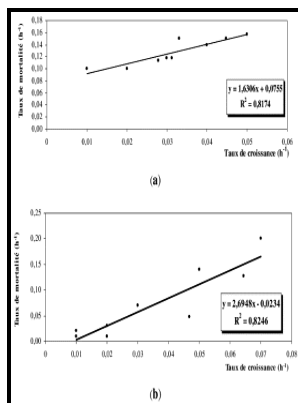 Taux de mortalité (h⁻¹)
0,18
0,16
0,14
0,12
0,10
0,08
0,06
0,04
0,02
0,00
y = 1,6306x + 0,0755
R² = 0,8174
0,00 0,01 0,02 0,03 0,04 0,05 0,06
Taux de croissance (h⁻¹)
(a)
Taux de mortalité (h⁻¹)
0,25
0,20
0,15
0,10
0,05
0,00
y = 2,6948x - 0,0234
R² = 0,8246
0,00 0,01 0,02 0,03 0,04 0,05 0,06 0,07 0,08
Taux de croissance (h⁻¹)
(b)